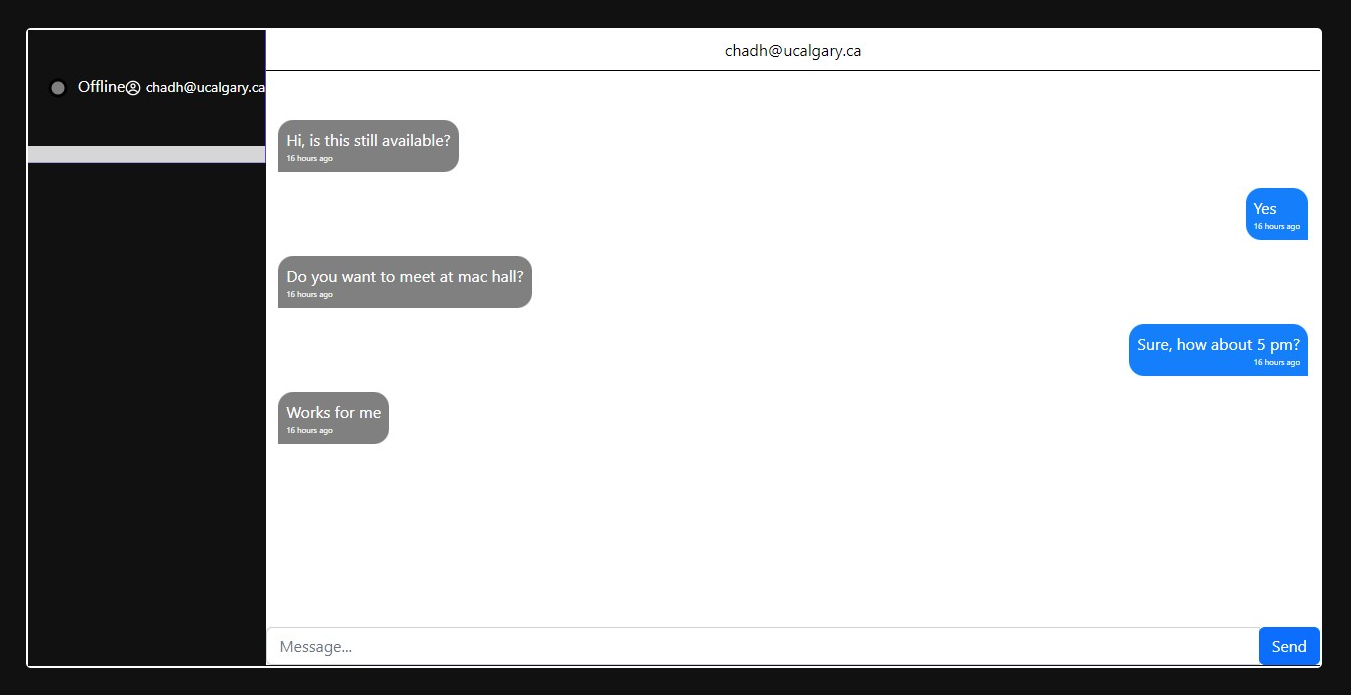 chadh@ucalgary.ca
Offline chadh@ucalgary.ca
Hi, is this still available?
16 hours ago
Yes
16 hours ago
Do you want to meet at mac hall?
16 hours ago
Sure, how about 5 pm?
16 hours ago
Works for me
16 hours ago
Message...
Send